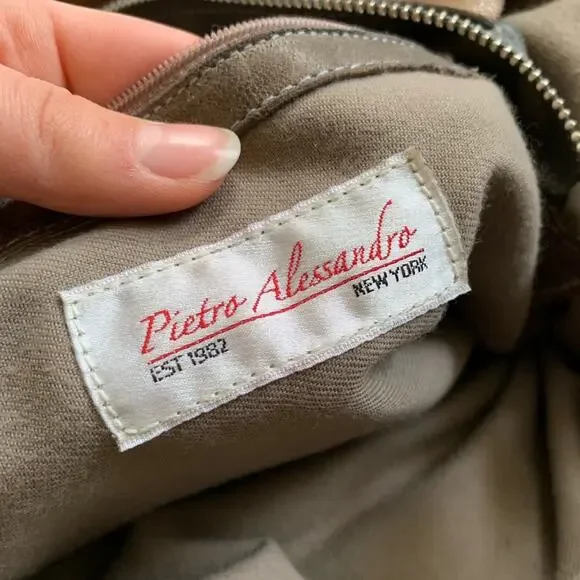 Pietro Alessandro
NEW YORK
EST 1982